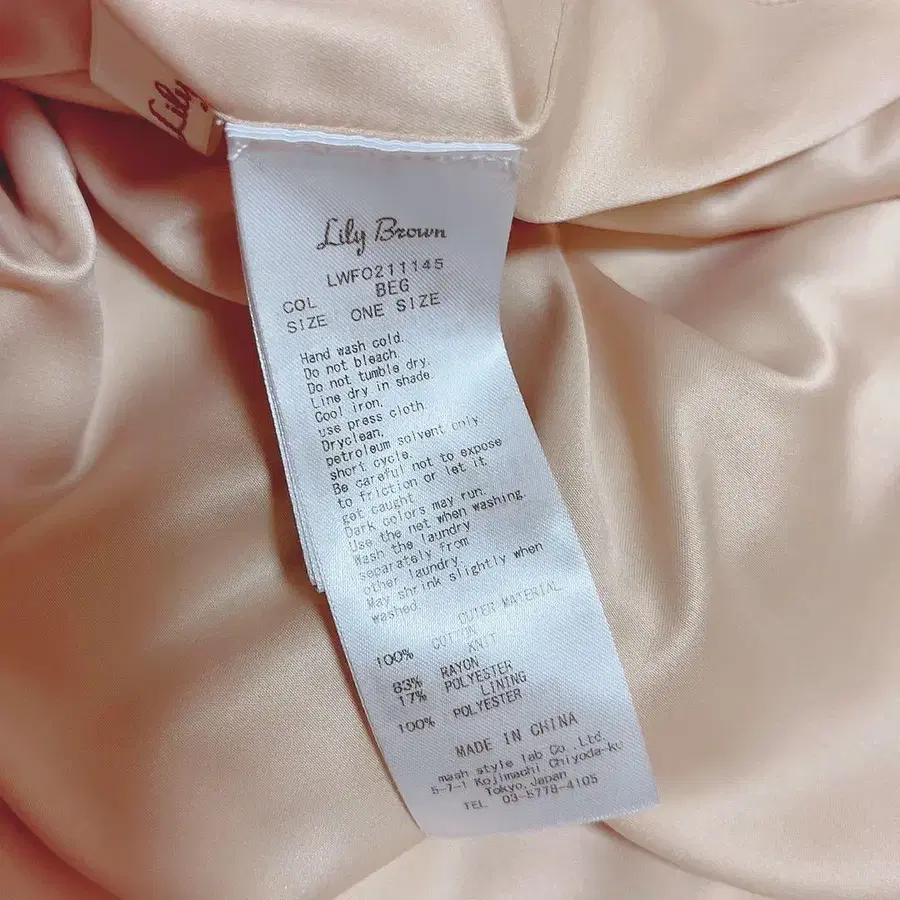 Lily
Lily Brown
LWFO211145
COL BEG
SIZE ONE SIZE
Hand wash cold.
Do not bleach.
Do not tumble dry.
Line dry in shade.
Cool iron.
use press cloth.
Dryclean,
petroleum solvent only
short cycle.
Be careful not to expose
to friction or let it.
get caught.
Dark colors may run.
Use the net when washing.
Wash the laundry
separately from
other laundry.
May shrink slightly when
washed.
OUTER MATERIAL
100% COTTON
KNIT
83% RAYON
17% POLYESTER
LINING
100% POLYESTER
MADE IN CHINA
mash style lab Co.,Ltd.
5-7-1 Kojimachi Chiyoda-ku
Tokyo,Japan
TEL 03-5778-4105